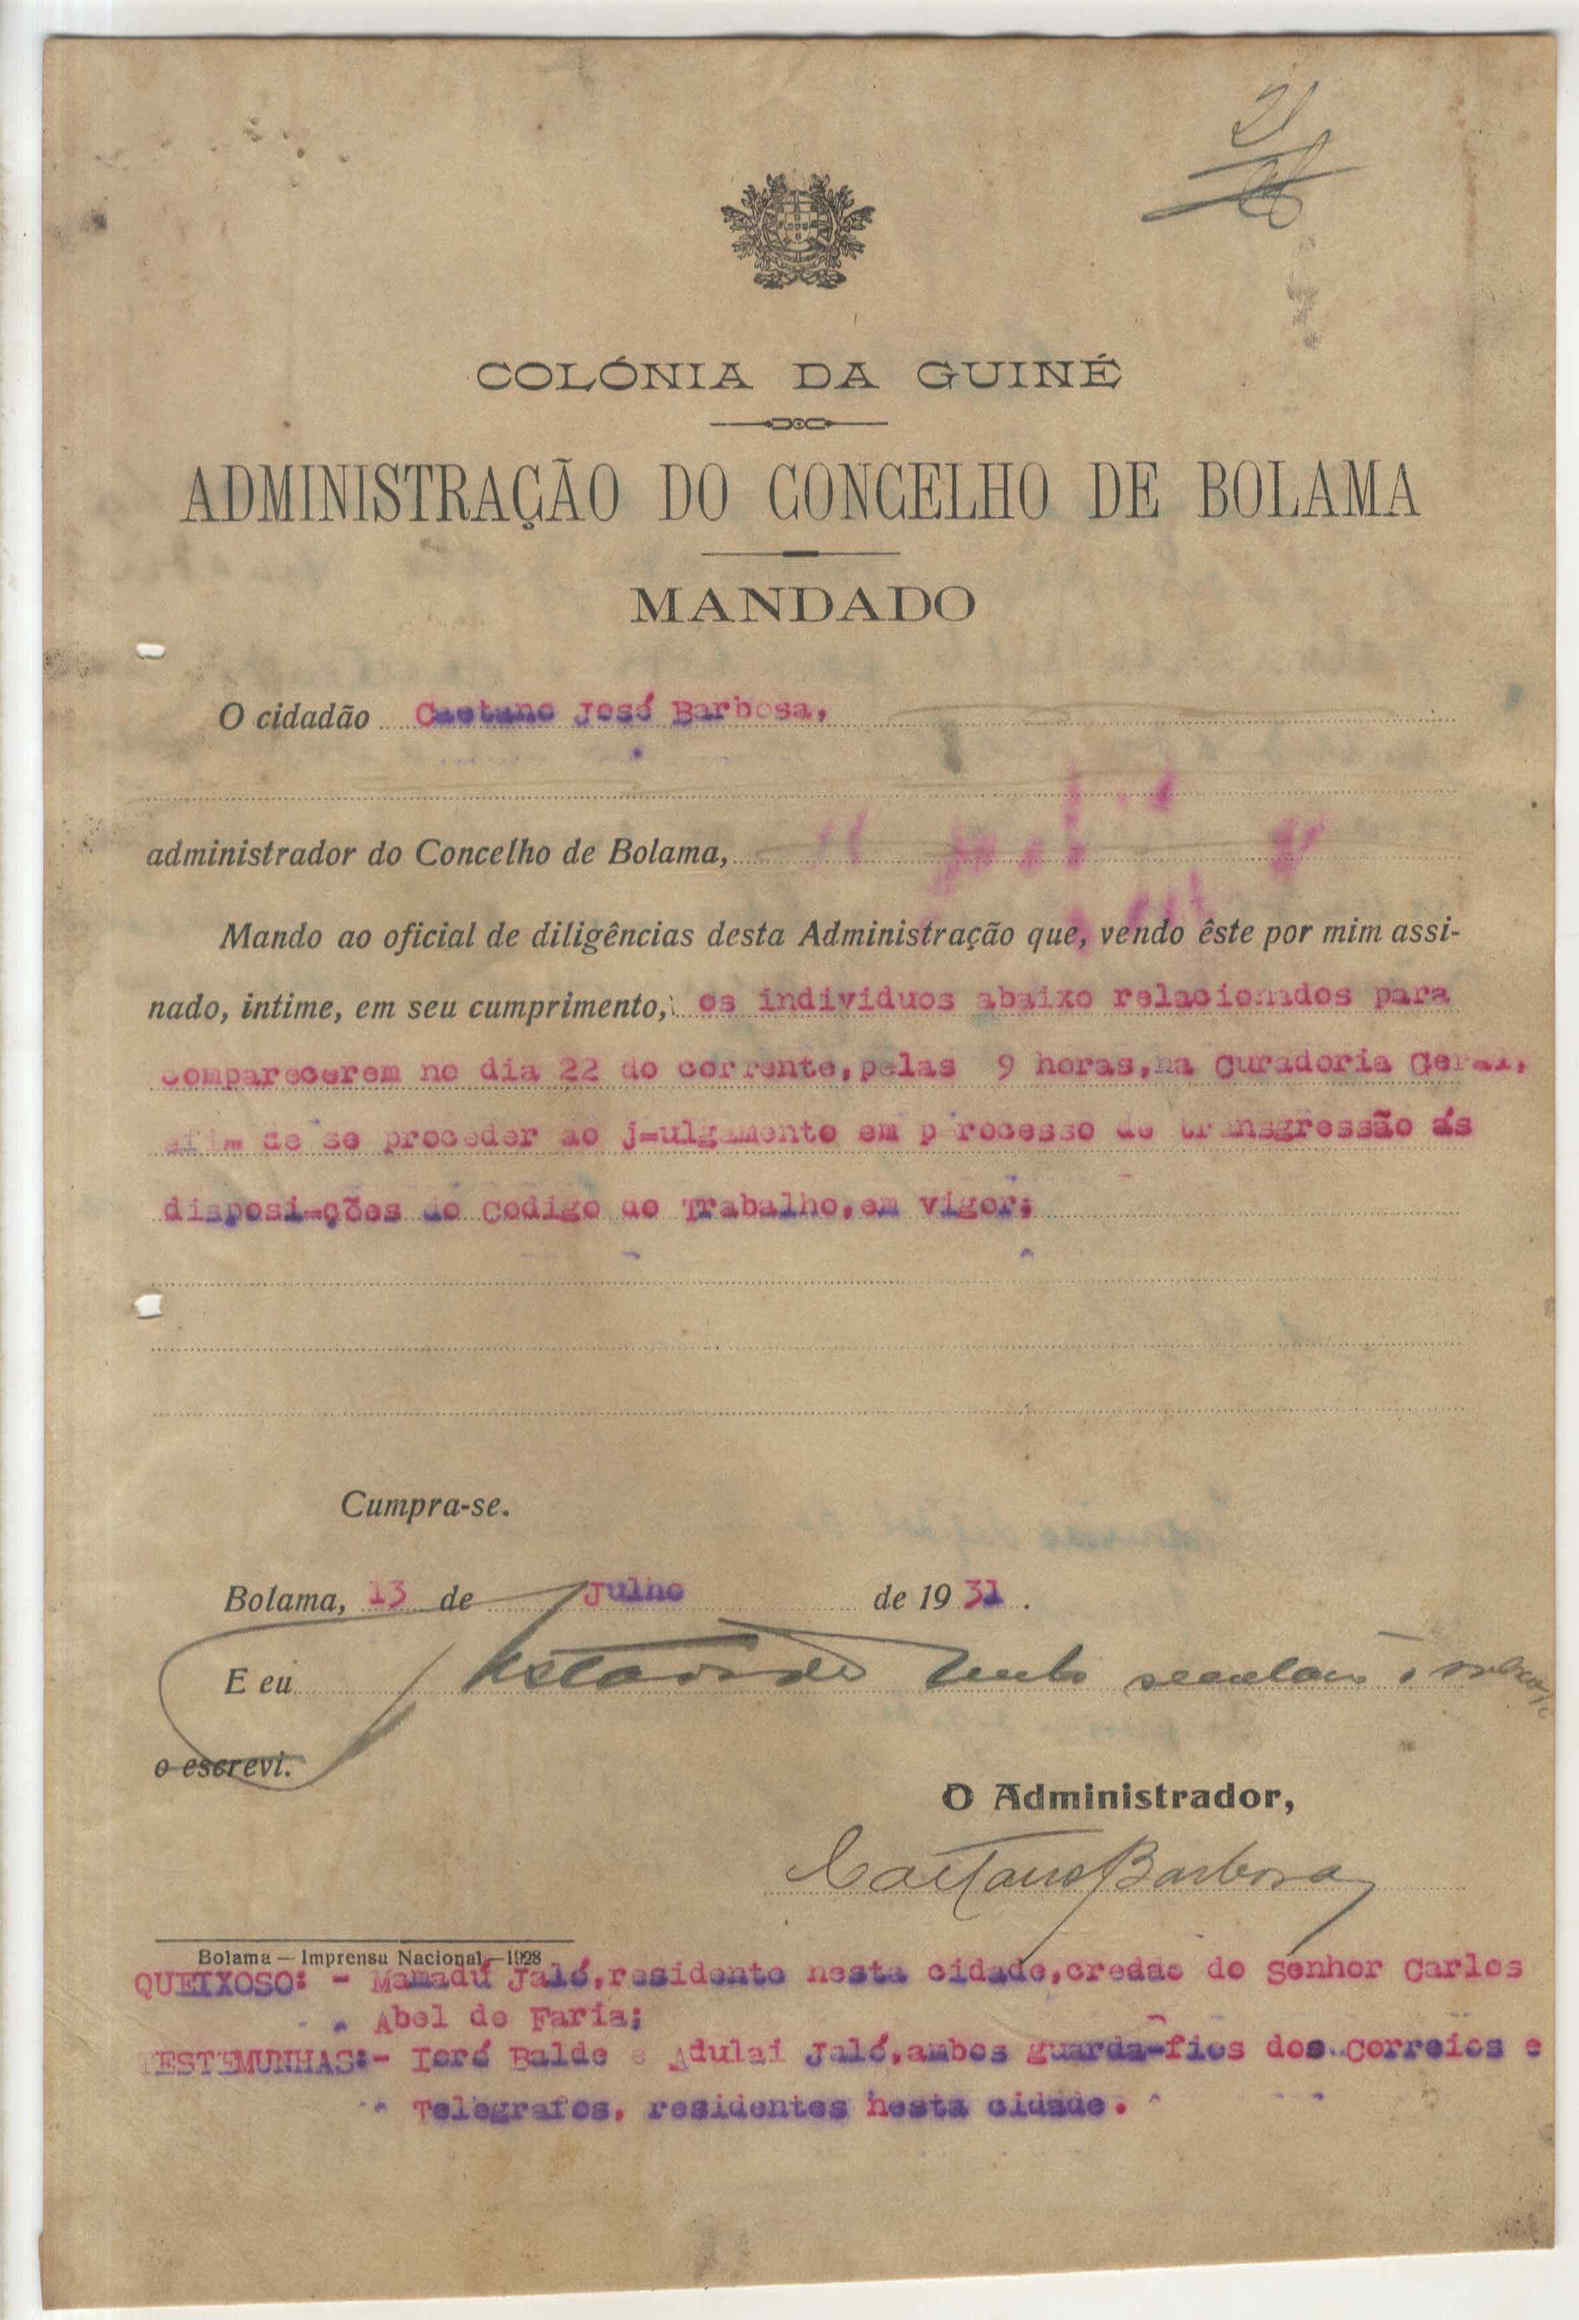 21
COLÓNIA DA GUINÉ
ADMINISTRAÇÃO DO CONCELHO DE BOLAMA
MANDADO
O cidadão Caetano José Barbosa,
administrador do Concelho de Bolama,
Mando ao oficial de diligências desta Administração que, vendo êste por mim assi-
nado, intime, em seu cumprimento, os individuos abaixo relacionados para
comparecerem no dia 22 do corrente, pelas 9 horas, na Curadoria Geral,
afim de se proceder ao j-ulgamento em p rocesso de transgressão ás
disposi-ções do Codigo do Trabalho, em vigor;
Cumpra-se.
Bolama, 13 de Julho de 1931.
E eu
o escrevi.
O Administrador,
Caetano J Barbosa
Bolama — Imprensa Nacional — 1928
QUEIXOSO: - Mamadú Jaló, residente nesta cidade, creado do Senhor Carlos
" " Abel de Faria;
TESTEMUNHAS:- Ioró Balde e Adulai Jaló, ambos guarda-fios dos Correios e
Telegrafos, residentes nesta cidade.